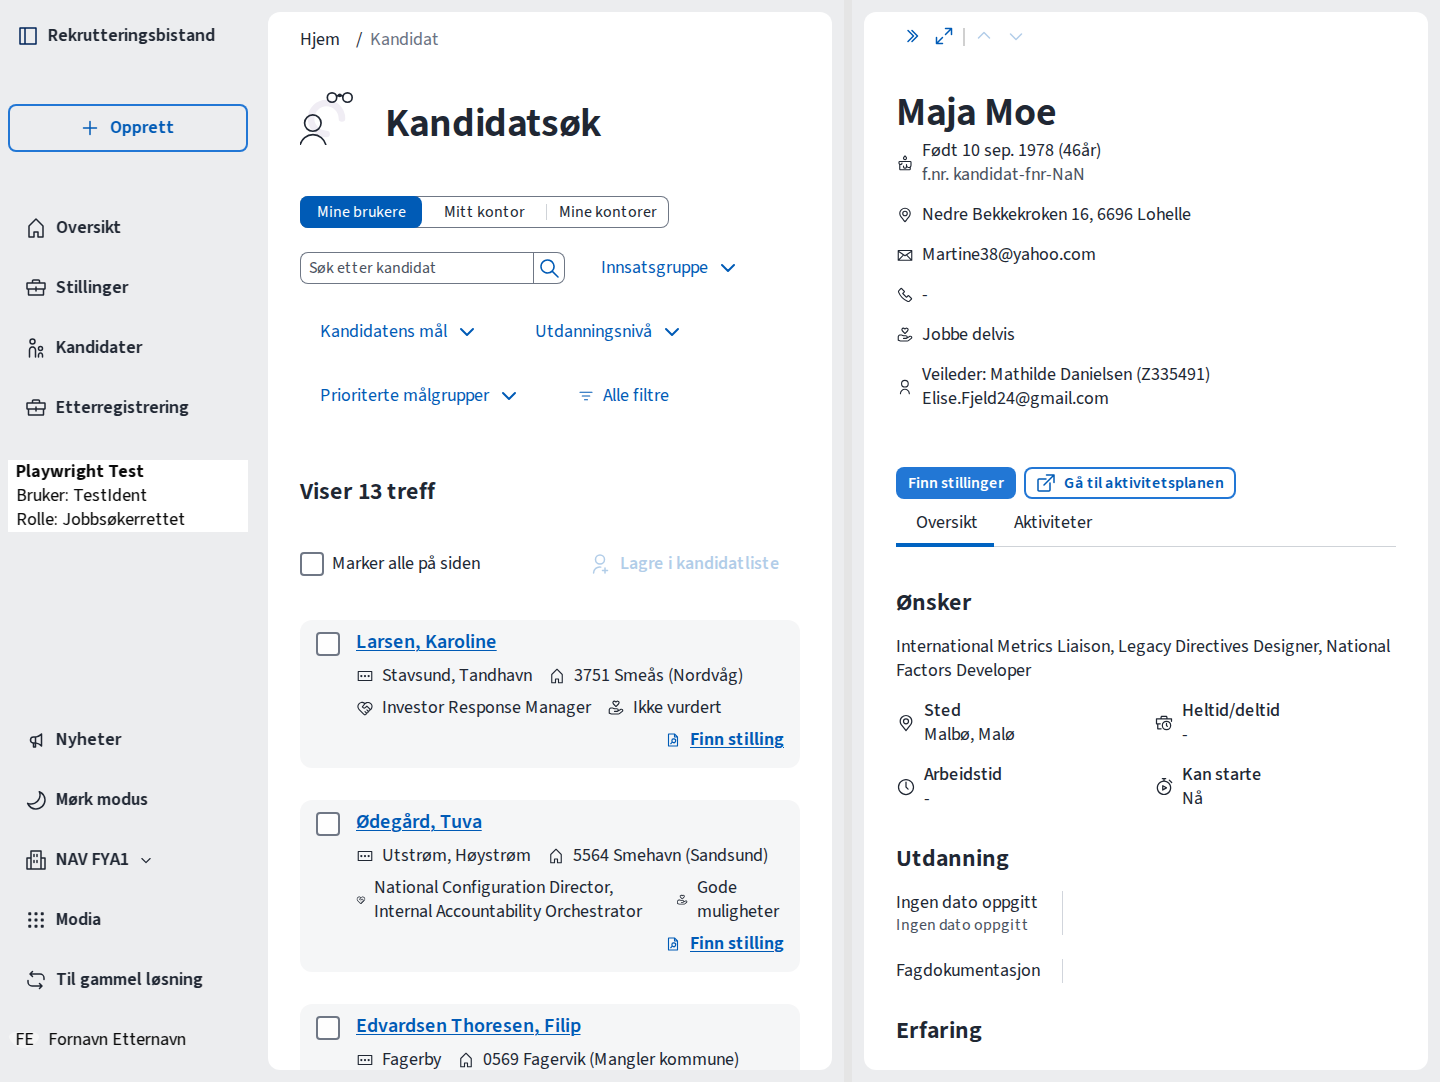 Rekrutteringsbistand
Opprett
Oversikt
Stillinger
Kandidater
Etterregistrering
Playwright Test
Bruker: TestIdent
Rolle: Jobbsøkerrettet
Nyheter
Mørk modus
NAV FYA1
Modia
Til gammel løsning
FE Fornavn Etternavn
Hjem / Kandidat
Kandidatsøk
Mine brukere Mitt kontor Mine kontorer
Søk etter kandidat Innsatsgruppe
Kandidatens mål Utdanningsnivå
Prioriterte målgrupper Alle filtre
Viser 13 treff
Marker alle på siden Lagre i kandidatliste
Larsen, Karoline
Stavsund, Tandhavn 3751 Smeås (Nordvåg)
Investor Response Manager Ikke vurdert
Finn stilling
Ødegård, Tuva
Utstrøm, Høystrøm 5564 Smehavn (Sandsund)
National Configuration Director, Gode
Internal Accountability Orchestrator muligheter
Finn stilling
Edvardsen Thoresen, Filip
Fagerby 0569 Fagervik (Mangler kommune)
Maja Moe
Født 10 sep. 1978 (46år)
f.nr. kandidat-fnr-NaN
Nedre Bekkekroken 16, 6696 Lohelle
Martine38@yahoo.com
-
Jobbe delvis
Veileder: Mathilde Danielsen (Z335491)
Elise.Fjeld24@gmail.com
Finn stillinger Gå til aktivitetsplanen
Oversikt Aktiviteter
Ønsker
International Metrics Liaison, Legacy Directives Designer, National
Factors Developer
Sted Heltid/deltid
Malbø, Malø -
Arbeidstid Kan starte
- Nå
Utdanning
Ingen dato oppgitt
Ingen dato oppgitt
Fagdokumentasjon
Erfaring